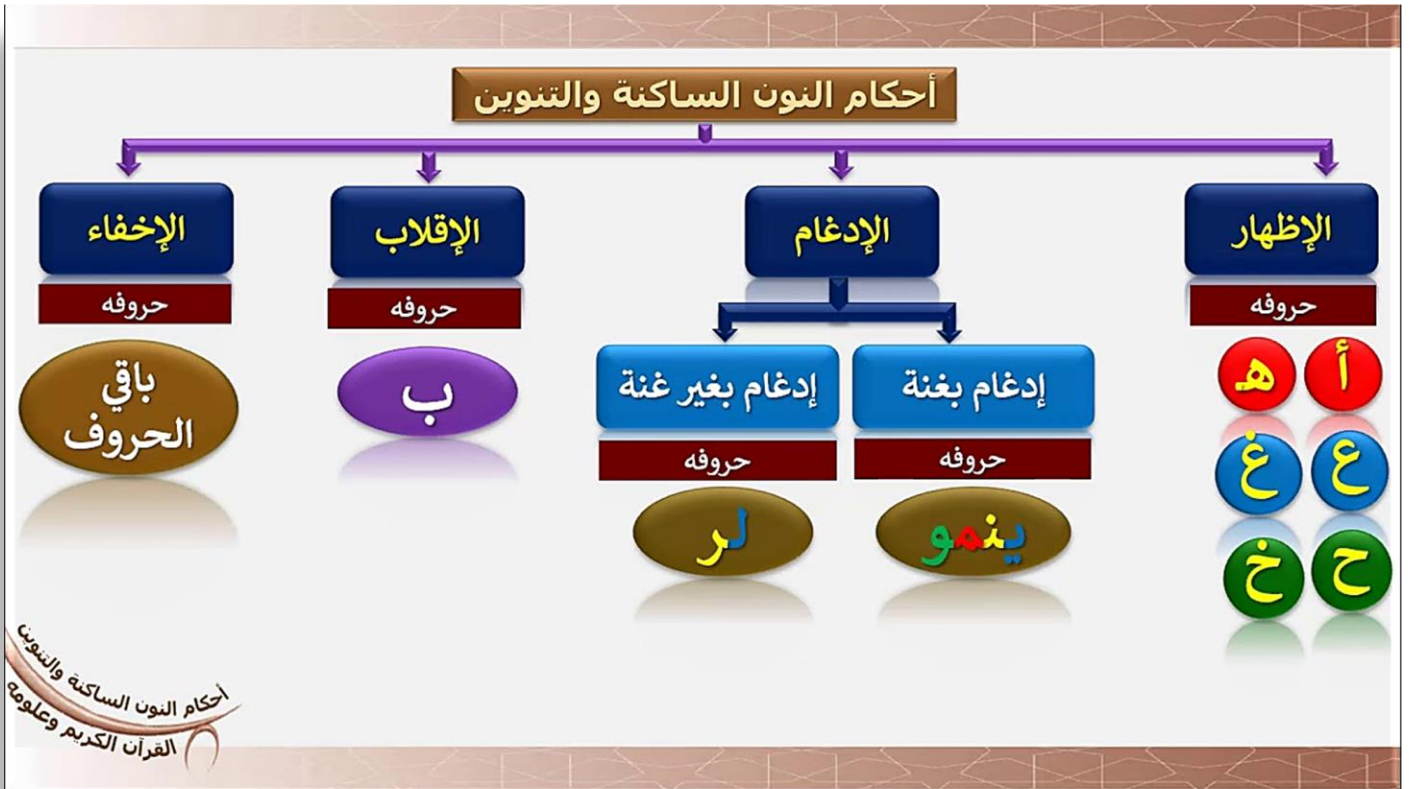 أحكام النون الساكنة والتنوين
الإظهار
الإدغام
الإقلاب
الإخفاء
حروفه
أ ه
ع غ
ح خ
إدغام بغنة
إدغام بغير غنة
حروفه
حروفه
ينمو
لر
حروفه
ب
حروفه
باقي
الحروف
أحكام النون الساكنة والتنوين
القرآن الكريم وعلومه